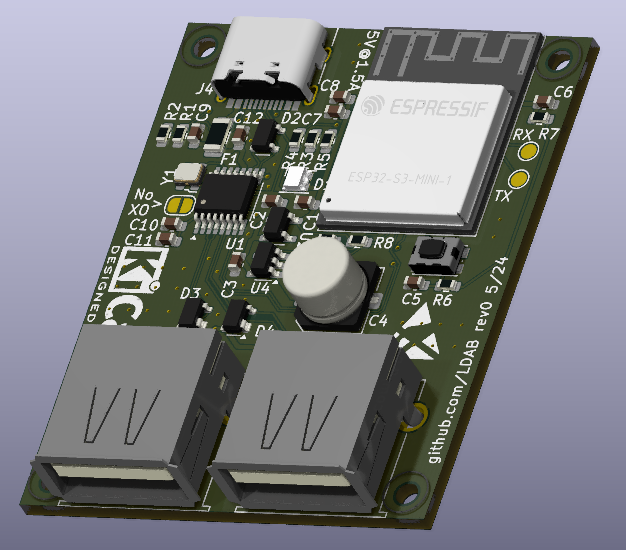 J4
5V@1.5A
C8
ESPRESSIF
ESP32-S3-MINI-1
C6
R2
R1
C9
C12
D2
C7
RX
R7
F1
R4
R3
R5
Y1
No
XO>
TX
C10
C11
C2
C1
U1
R8
DESIGNED
KiCa
C3
U4
C5
R6
D3
C4
github.com/LDAB rev0 5/24